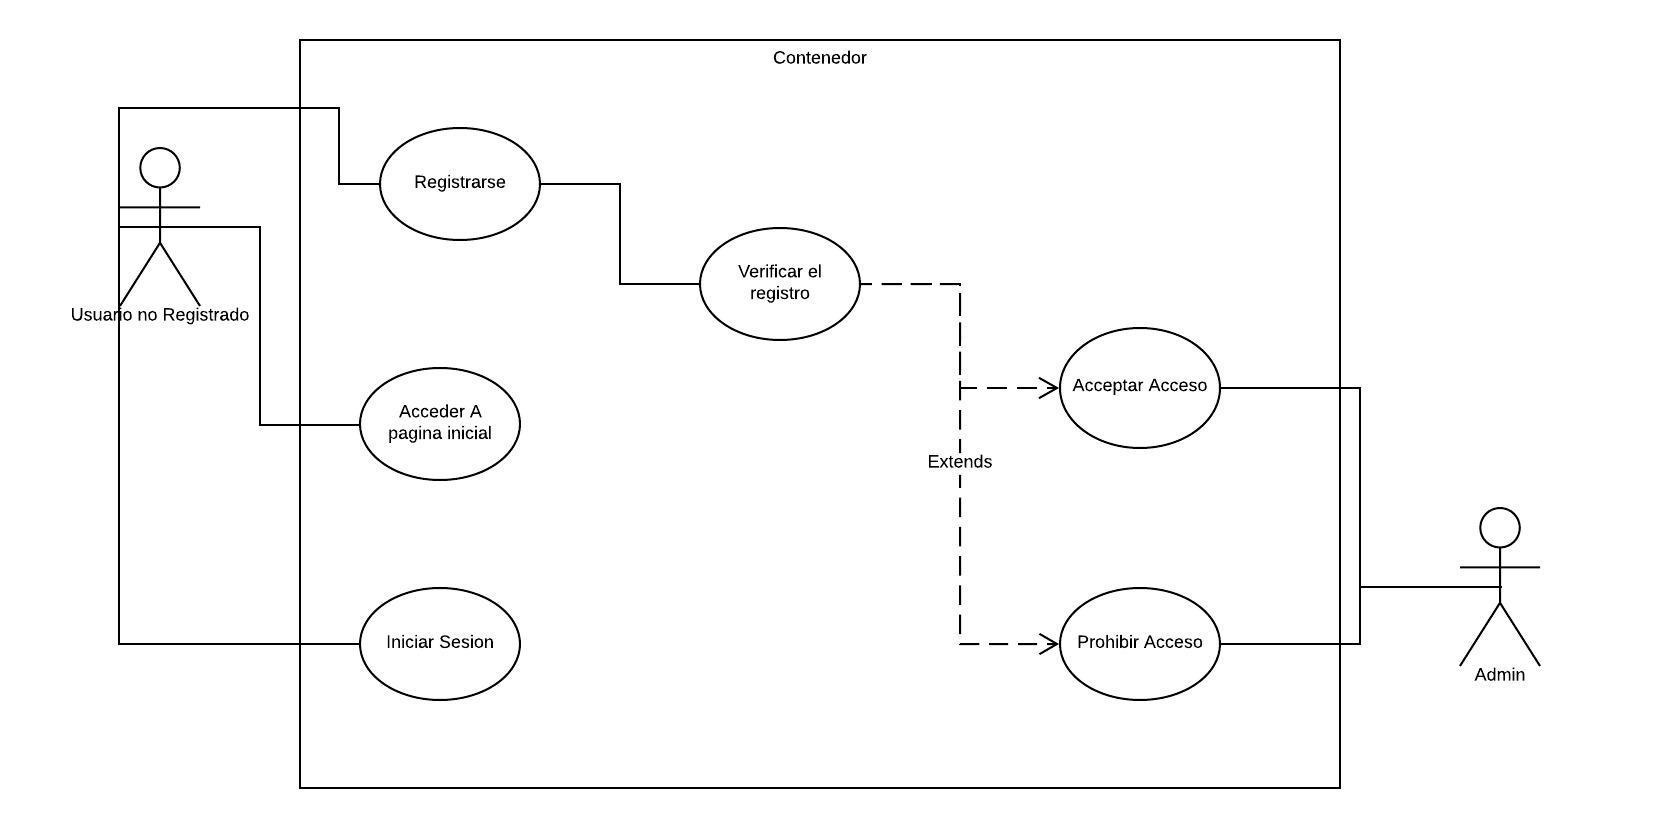 Contenedor
Registrarse
Verificar el
registro
Usuario no Registrado
Acceptar Acceso
Acceder A
pagina inicial
Extends
Iniciar Sesion
Prohibir Acceso
Admin